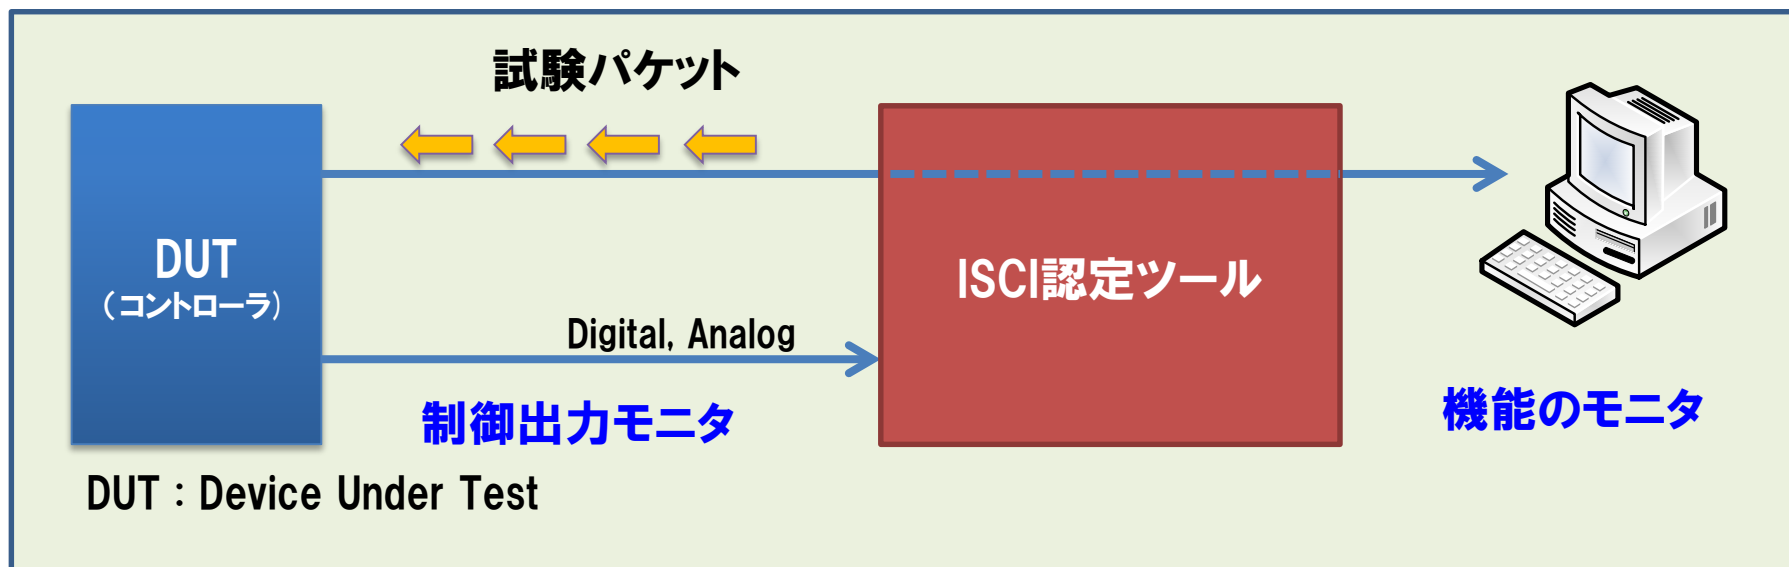 試験パケット
DUT
(コントローラ)
ISCI認定ツール
Digital, Analog
制御出力モニタ
機能のモニタ
DUT : Device Under Test